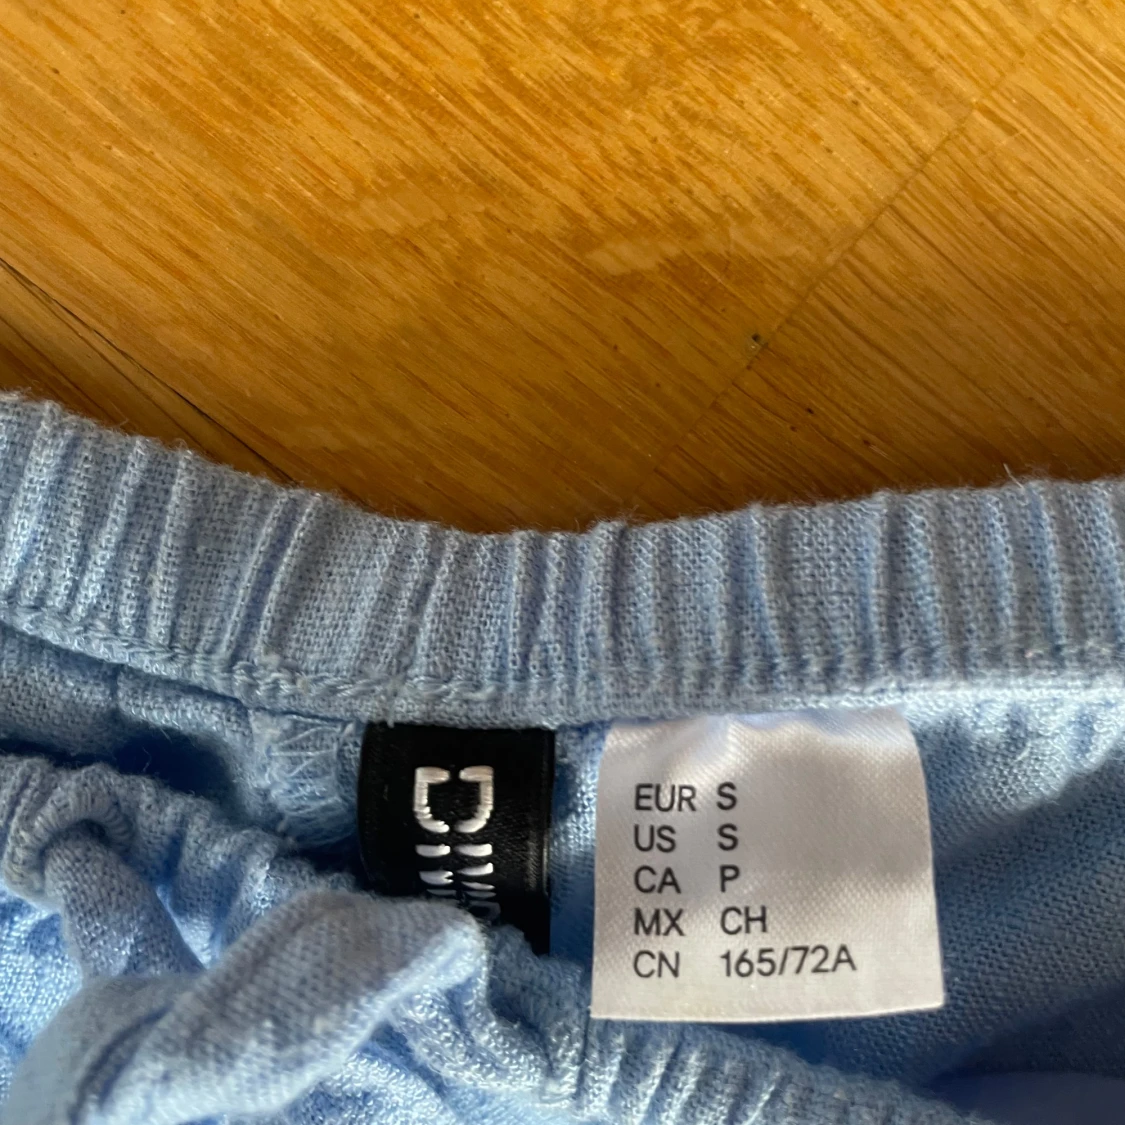 EUR S
US S
CA P
MX CH
CN 165/72A